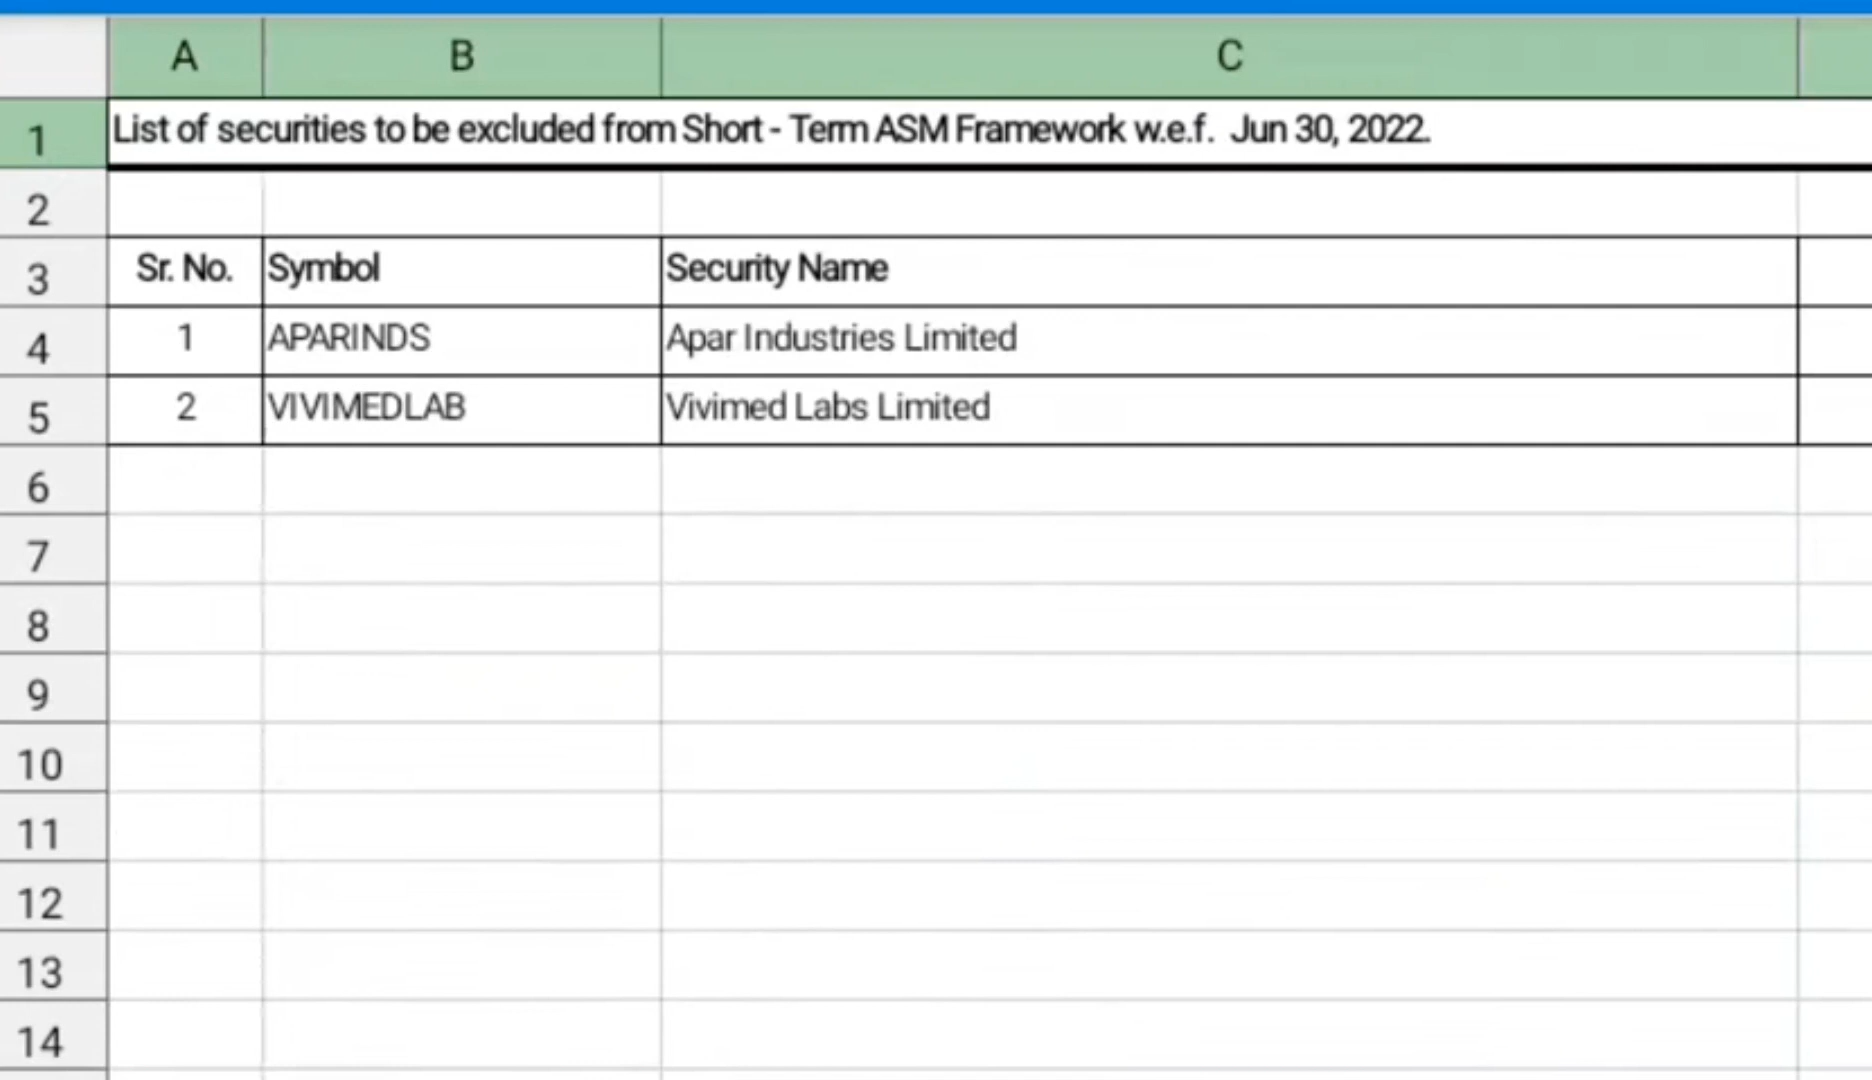 A B C
1 List of securities to be excluded from Short - Term ASM Framework w.e.f. Jun 30, 2022.
2
3 Sr. No. Symbol Security Name
4 1 APARINDS Apar Industries Limited
5 2 VIVIMEDLAB Vivimed Labs Limited
6
7
8
9
10
11
12
13
14